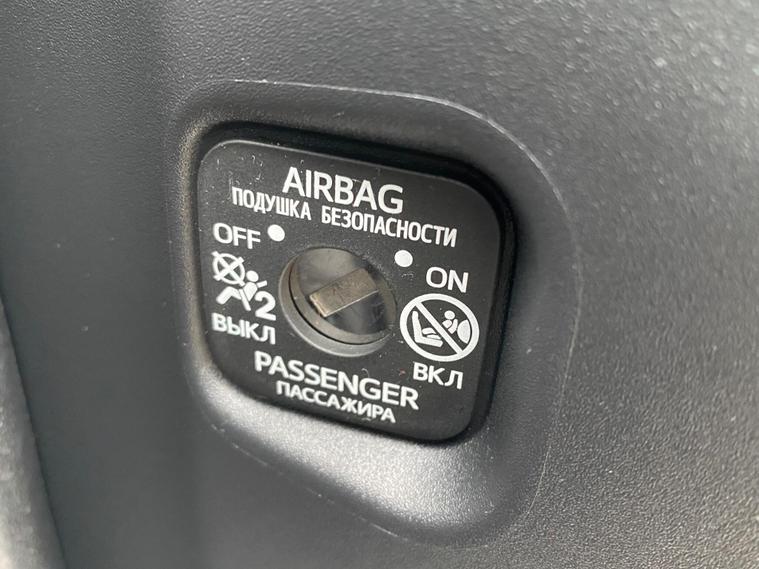 AIRBAG
ПОДУШКА БЕЗОПАСНОСТИ
OFF
ON
2
ВЫКЛ
ВКЛ
PASSENGER
ПАССАЖИРА